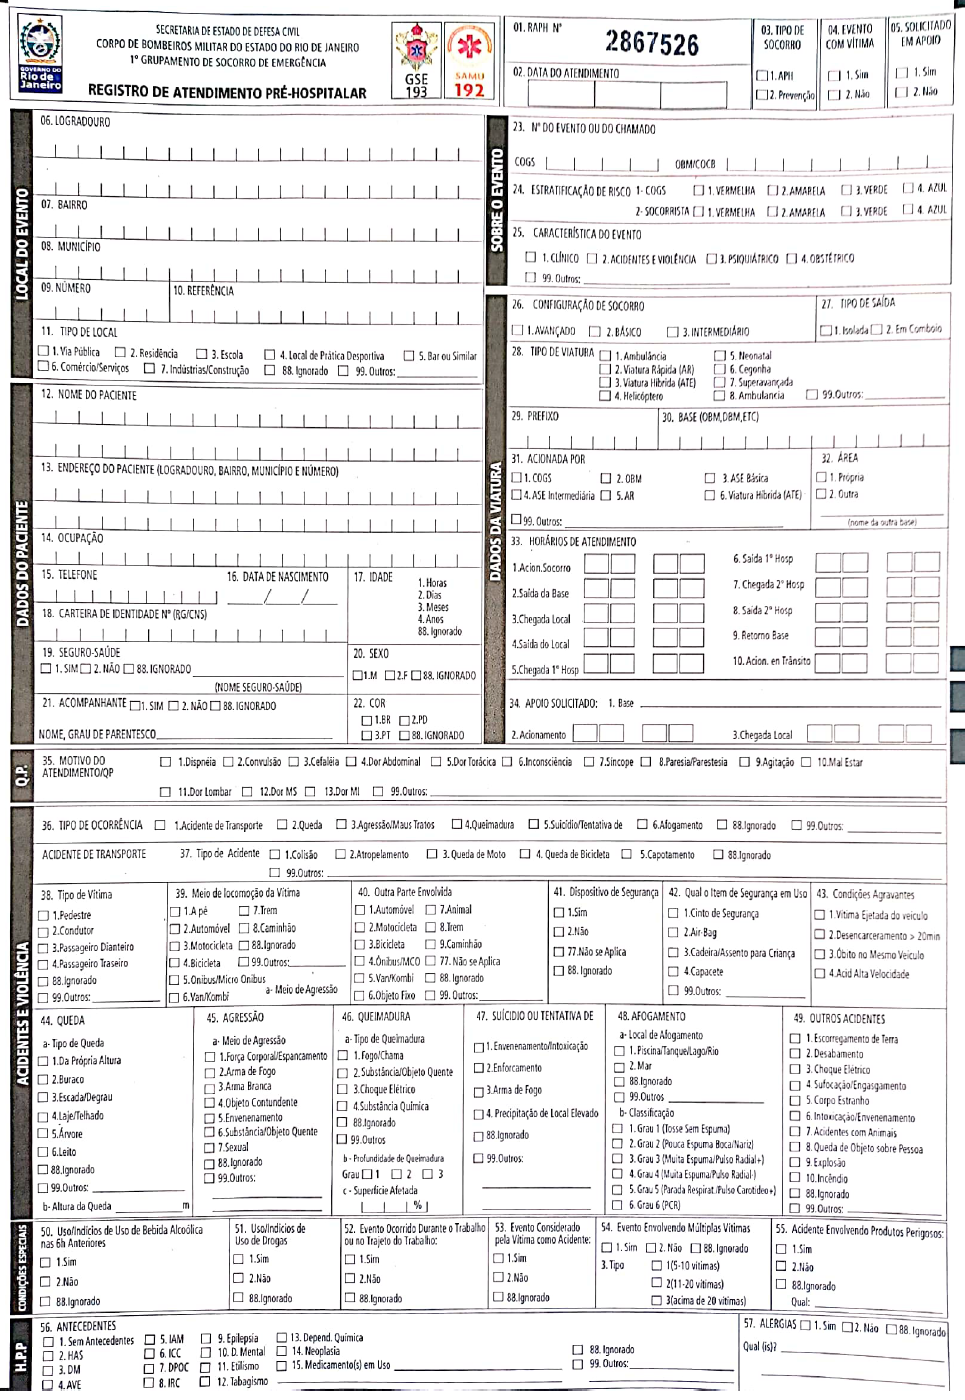 GOVERNO DO
Rio de Janeiro
SECRETARIA DE ESTADO DE DEFESA CIVIL
CORPO DE BOMBEIROS MILITAR DO ESTADO DO RIO DE JANEIRO
1º GRUPAMENTO DE SOCORRO DE EMERGÊNCIA
REGISTRO DE ATENDIMENTO PRÉ-HOSPITALAR
GSE 193
SAMU 192
01. RAPH Nº 2867526
02. DATA DO ATENDIMENTO
03. TIPO DE SOCORRO
1. APH
2. Prevenção
04. EVENTO COM VÍTIMA
1. Sim
2. Não
05. SOLICITADO EM APOIO
1. Sim
2. Não
LOCAL DO EVENTO
06. LOGRADOURO
07. BAIRRO
08. MUNICÍPIO
09. NÚMERO 10. REFERÊNCIA
11. TIPO DE LOCAL
1. Via Pública 2. Residência 3. Escola 4. Local de Prática Desportiva 5. Bar ou Similar
6. Comércio/Serviços 7. Indústrias/Construção 88. Ignorado 99. Outros:
DADOS DO PACIENTE
12. NOME DO PACIENTE
13. ENDEREÇO DO PACIENTE (LOGRADOURO, BAIRRO, MUNICÍPIO E NÚMERO)
14. OCUPAÇÃO
15. TELEFONE 16. DATA DE NASCIMENTO
17. IDADE
1. Horas
2. Dias
3. Meses
4. Anos
88. Ignorado
18. CARTEIRA DE IDENTIDADE Nº (RG/CNS)
19. SEGURO-SAÚDE
1. SIM 2. NÃO 88. IGNORADO
(NOME SEGURO-SAÚDE)
20. SEXO
1.M 2.F 88. IGNORADO
21. ACOMPANHANTE 1. SIM 2. NÃO 88. IGNORADO
NOME, GRAU DE PARENTESCO
22. COR
1.BR 2.PD
3.PT 88. IGNORADO
SOBRE O EVENTO
23. Nº DO EVENTO OU DO CHAMADO
COGS OBM/COCB
24. ESTRATIFICAÇÃO DE RISCO 1- COGS 1. VERMELHA 2. AMARELA 3. VERDE 4. AZUL
2- SOCORRISTA 1. VERMELHA 2. AMARELA 3. VERDE 4. AZUL
25. CARACTERÍSTICA DO EVENTO
1. CLÍNICO 2. ACIDENTES E VIOLÊNCIA 3. PSIQUIÁTRICO 4. OBSTÉTRICO
99. Outros:
DADOS DA VIATURA
26. CONFIGURAÇÃO DE SOCORRO
1. AVANÇADO 2. BÁSICO 3. INTERMEDIÁRIO
27. TIPO DE SAÍDA
1. Isolada 2. Em Comboio
28. TIPO DE VIATURA 1. Ambulância 5. Neonatal
2. Viatura Rápida (AR) 6. Cegonha
3. Viatura Híbrida (ATE) 7. Superavançada
4. Helicóptero 8. Ambulancia 99.Outros:
29. PREFIXO 30. BASE (OBM,DBM,ETC)
31. ACIONADA POR
1. COGS 2. OBM 3. ASE Básica
4. ASE Intermediária 5. AR 6. Viatura Híbrida (ATE)
99. Outros:
32. ÁREA
1. Própria
2. Outra
(nome da outra base)
33. HORÁRIOS DE ATENDIMENTO
1.Acion.Socorro 6. Saída 1º Hosp
2.Saída da Base 7. Chegada 2º Hosp
3.Chegada Local 8. Saída 2º Hosp
4.Saída do Local 9. Retorno Base
5.Chegada 1º Hosp 10. Acion. en Trânsito
34. APOIO SOLICITADO: 1. Base
2. Acionamento 3.Chegada Local
Q.P.
35. MOTIVO DO ATENDIMENTO/QP
1.Dispnéia 2.Convulsão 3.Cefaléia 4.Dor Abdominal 5.Dor Torácica 6.Inconsciência 7.Síncope 8.Paresia/Parestesia 9.Agitação 10.Mal Estar
11.Dor Lombar 12.Dor MS 13.Dor MI 99.Outros:
ACIDENTES E VIOLÊNCIA
36. TIPO DE OCORRÊNCIA 1.Acidente de Transporte 2.Queda 3.Agressão/Maus Tratos 4.Queimadura 5.Suicídio/Tentativa de 6.Afogamento 88.Ignorado 99.Outros:
ACIDENTE DE TRANSPORTE 37. Tipo de Acidente 1.Colisão 2.Atropelamento 3. Queda de Moto 4. Queda de Bicicleta 5.Capotamento 88.Ignorado
99.Outros:
38. Tipo de Vítima
1.Pedestre
2.Condutor
3.Passageiro Dianteiro
4.Passageiro Traseiro
88.Ignorado
99.Outros:
39. Meio de locomoção da Vítima
1.A pé 7.Trem
2.Automóvel 8.Caminhão
3.Motocicleta 88.Ignorado
4.Bicicleta 99.Outros:
5.Ônibus/Micro Onibus
6.Van/Kombi a- Meio de Agressão
40. Outra Parte Envolvida
1.Automóvel 7.Animal
2.Motocicleta 8.Trem
3.Bicicleta 9.Caminhão
4.Ônibus/MCO 77. Não se Aplica
5.Van/Kombi 88. Ignorado
6.Objeto Fixo 99. Outros:
41. Dispositivo de Segurança
1.Sim
2.Não
77.Não se Aplica
88. Ignorado
42. Qual o Item de Segurança em Uso
1.Cinto de Segurança
2.Air-Bag
3.Cadeira/Assento para Criança
4.Capacete
99.Outros:
43. Condições Agravantes
1.Vítima Ejetada do veículo
2.Desencarceramento > 20min
3.Óbito no Mesmo Veículo
4.Acid Alta Velocidade
44. QUEDA
a- Tipo de Queda
1.Da Própria Altura
2.Buraco
3.Escada/Degrau
4.Laje/Telhado
5.Árvore
6.Leito
88.Ignorado
99.Outros:
b- Altura da Queda m
45. AGRESSÃO
a- Meio de Agressão
1.Força Corporal/Espancamento
2.Arma de Fogo
3.Arma Branca
4.Objeto Contundente
5.Envenenamento
6.Substância/Objeto Quente
7.Sexual
88.Ignorado
99.Outros:
46. QUEIMADURA
a- Tipo de Queimadura
1.Fogo/Chama
2.Substância/Objeto Quente
3.Choque Elétrico
4.Substância Química
88.Ignorado
99.Outros
b - Profundidade de Queimadura
Grau 1 2 3
c - Superfície Afetada
%
47. SUÍCIDIO OU TENTATIVA DE
1.Envenenamento/Intoxicação
2.Enforcamento
3.Arma de Fogo
4. Precipitação de Local Elevado
88.Ignorado
99.Outros:
48. AFOGAMENTO
a- Local de Afogamento
1.Piscina/Tanque/Lago/Rio
2. Mar
88.Ignorado
99.Outros
b- Classificação
1. Grau 1 (Tosse Sem Espuma)
2. Grau 2 (Pouca Espuma Boca/Nariz)
3. Grau 3 (Muita Espuma/Pulso Radial+)
4. Grau 4 (Muita Espuma/Pulso Radial-)
5. Grau 5 (Parada Respirat./Pulso Carotídeo+)
6. Grau 6 (PCR)
49. OUTROS ACIDENTES
1. Escorregamento de Terra
2. Desabamento
3. Choque Elétrico
4. Sufocação/Engasgamento
5. Corpo Estranho
6. Intoxicação/Envenenamento
7. Acidentes com Animais
8. Queda de Objeto sobre Pessoa
9. Explosão
10. Incêndio
88. Ignorado
99. Outros:
CONDIÇÕES ESPECIAIS
50. Uso/Indícios de Uso de Bebida Alcoólica nas 6h Anteriores
1.Sim
2.Não
88.Ignorado
51. Uso/Indícios de Uso de Drogas
1.Sim
2.Não
88.Ignorado
52. Evento Ocorrido Durante o Trabalho ou no Trajeto do Trabalho:
1.Sim
2.Não
88.Ignorado
53. Evento Considerado pela Vítima como Acidente:
1.Sim
2.Não
88.Ignorado
54. Evento Envolvendo Múltiplas Vítimas
1. Sim 2. Não 88. Ignorado
3. Tipo 1(5-10 vítimas)
2(11-20 vítimas)
3(acima de 20 vítimas)
55. Acidente Envolvendo Produtos Perigosos:
1.Sim
2.Não
88.Ignorado
Qual:
H.P.P
56. ANTECEDENTES
1. Sem Antecedentes 5. IAM 9. Epilepsia 13. Depend. Química
2. HAS 6. ICC 10. D. Mental 14. Neoplasia 88. Ignorado
3. DM 7. DPOC 11. Etilismo 15. Medicamento(s) em Uso 99. Outros:
4. AVE 8. IRC 12. Tabagismo
57. ALERGIAS 1. Sim 2. Não 88. Ignorado
Qual (is)?